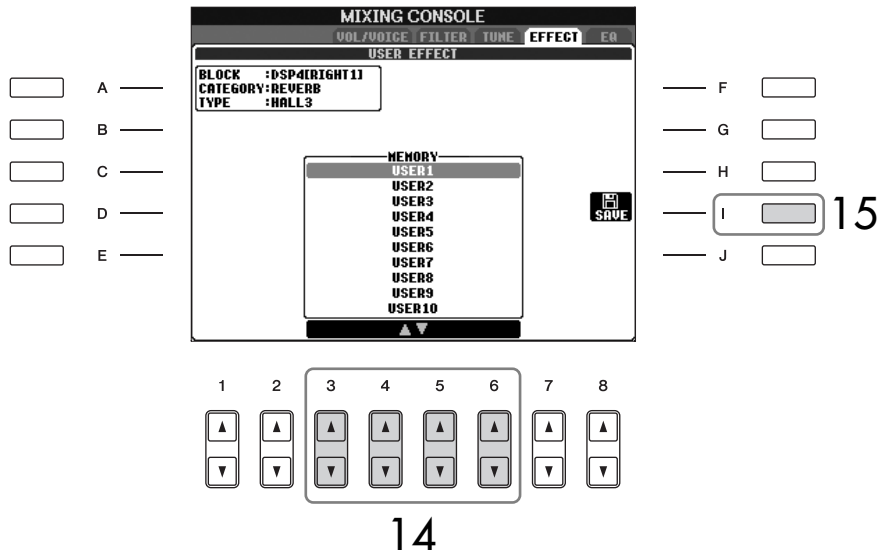 MIXING CONSOLE
VOL/VOICE FILTER TUNE EFFECT EQ
USER EFFECT
BLOCK :DSP4[RIGHT1]
CATEGORY:REVERB
TYPE :HALL3
A
B
C
D
E
MEMORY
USER1
USER2
USER3
USER4
USER5
USER6
USER7
USER8
USER9
USER10
▲▼
SAVE
F
G
H
I
J
15
1 2 3 4 5 6 7 8
14